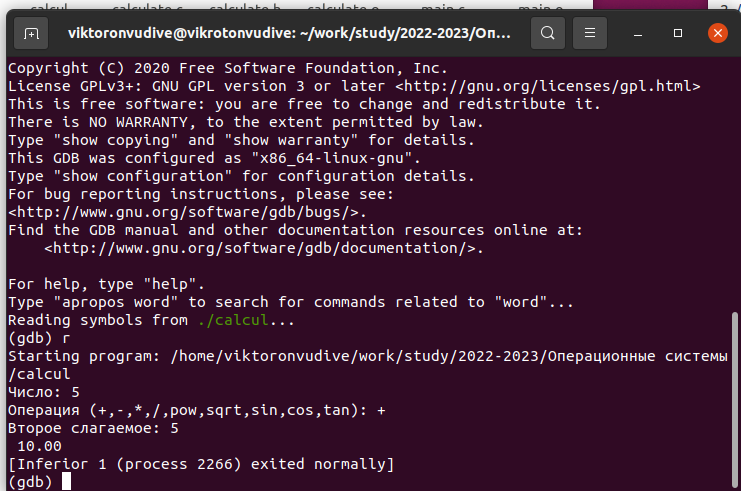 viktoronvudive@vikrotonvudive: ~/work/study/2022-2023/Оп...
Copyright (C) 2020 Free Software Foundation, Inc.
License GPLv3+: GNU GPL version 3 or later <http://gnu.org/licenses/gpl.html>
This is free software: you are free to change and redistribute it.
There is NO WARRANTY, to the extent permitted by law.
Type "show copying" and "show warranty" for details.
This GDB was configured as "x86_64-linux-gnu".
Type "show configuration" for configuration details.
For bug reporting instructions, please see:
<http://www.gnu.org/software/gdb/bugs/>.
Find the GDB manual and other documentation resources online at:
    <http://www.gnu.org/software/gdb/documentation/>.

For help, type "help".
Type "apropos word" to search for commands related to "word"...
Reading symbols from ./calcul...
(gdb) r
Starting program: /home/viktoronvudive/work/study/2022-2023/Операционные системы
/calcul
Число: 5
Операция (+,-,*,/,pow,sqrt,sin,cos,tan): +
Второе слагаемое: 5
 10.00
[Inferior 1 (process 2266) exited normally]
(gdb)